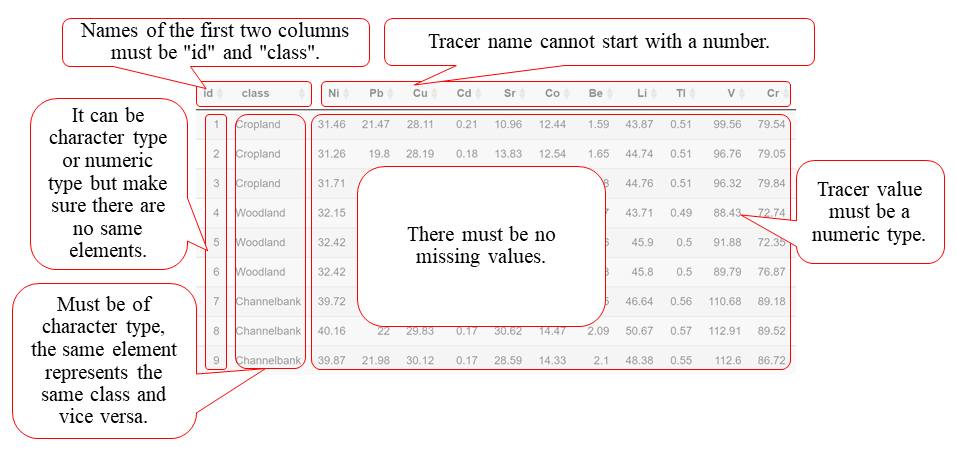 Names of the first two columns
must be "id" and "class".
Tracer name cannot start with a number.
id class Ni Pb Cu Cd Sr Co Be Li Tl V Cr
It can be
character type
or numeric
type but make
sure there are
no same
elements.
1 Cropland 31.46 21.47 28.11 0.21 10.96 12.44 1.59 43.87 0.51 99.56 79.54
2 Cropland 31.26 19.8 28.19 0.18 13.83 12.54 1.65 44.74 0.51 96.76 79.05
3 Cropland 31.71 44.76 0.51 96.32 79.84
4 Woodland 32.15 43.71 0.49 88.43 72.74
5 Woodland 32.42 45.9 0.5 91.88 72.35
6 Woodland 32.42 45.8 0.5 89.79 76.87
7 Channelbank 39.72 46.64 0.56 110.68 89.18
8 Channelbank 40.16 22 29.83 0.17 30.62 14.47 2.09 50.67 0.57 112.91 89.52
9 Channelbank 39.87 21.98 30.12 0.17 28.59 14.33 2.1 48.38 0.55 112.6 86.72
There must be no
missing values.
Tracer value
must be a
numeric type.
Must be of
character type,
the same element
represents the
same class and
vice versa.